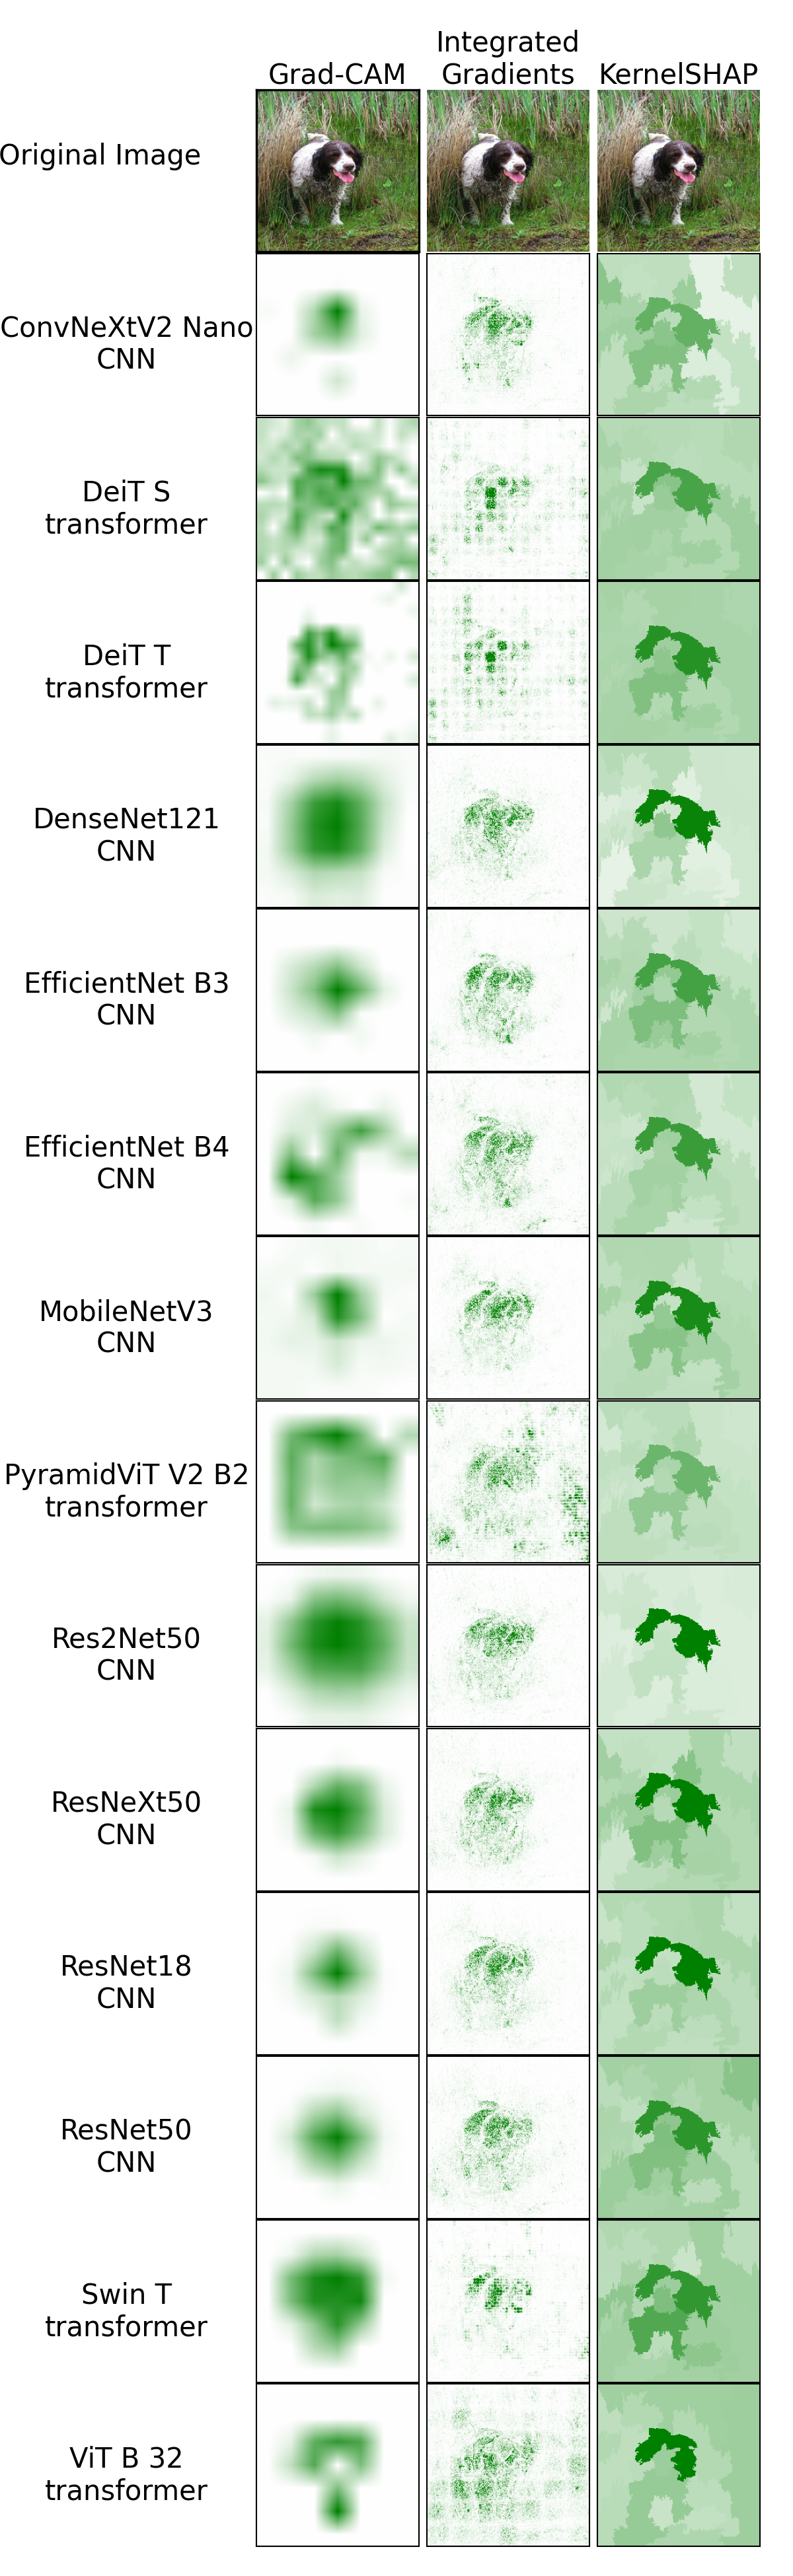 Integrated
Grad-CAM Gradients KernelSHAP
Original Image
ConvNeXtV2 Nano
CNN
DeiT S
transformer
DeiT T
transformer
DenseNet121
CNN
EfficientNet B3
CNN
EfficientNet B4
CNN
MobileNetV3
CNN
PyramidViT V2 B2
transformer
Res2Net50
CNN
ResNeXt50
CNN
ResNet18
CNN
ResNet50
CNN
Swin T
transformer
ViT B 32
transformer